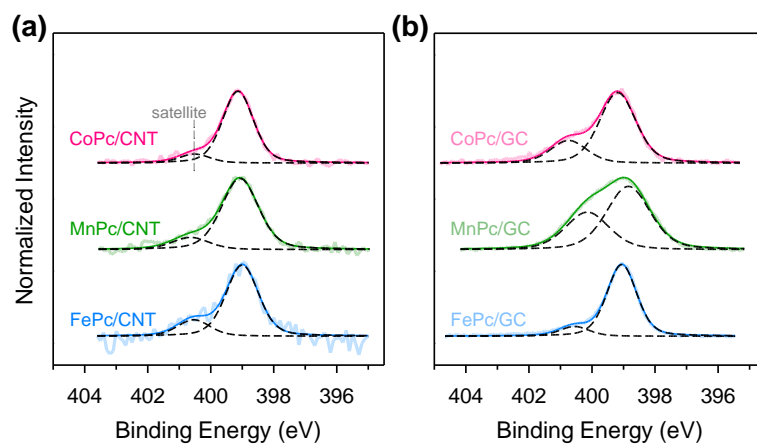 (a)
(b)
Normalized Intensity
satellite
CoPc/CNT
MnPc/CNT
FePc/CNT
404 402 400 398 396
Binding Energy (eV)
CoPc/GC
MnPc/GC
FePc/GC
404 402 400 398 396
Binding Energy (eV)